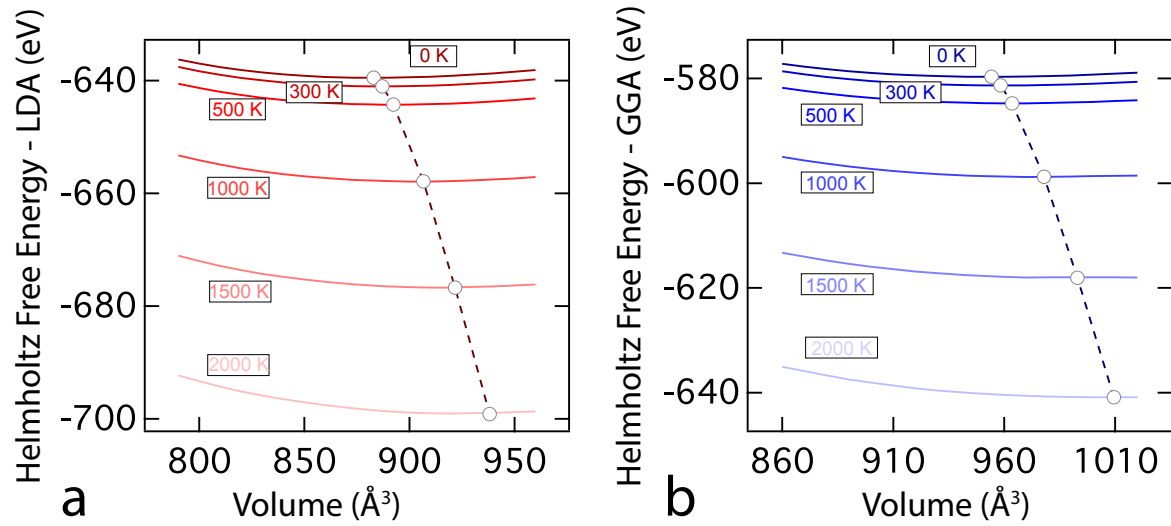 Helmholtz Free Energy - LDA (eV)
-640
-660
-680
-700
0 K
300 K
500 K
1000 K
1500 K
2000 K
800
850
900
950
Volume (Å³)
a
Helmholtz Free Energy - GGA (eV)
-580
-600
-620
-640
0 K
300 K
500 K
1000 K
1500 K
2000 K
860
910
960
1010
Volume (Å³)
b